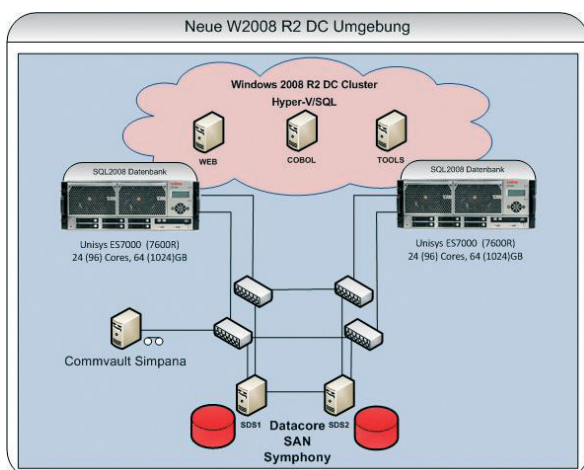 Neue W2008 R2 DC Umgebung
Windows 2008 R2 DC Cluster
Hyper-V/SQL
WEB
COBOL
TOOLS
SQL2008 Datenbank
SQL2008 Datenbank
Unisys ES7000 (7600R)
24 (96) Cores, 64 (1024)GB
Unisys ES7000 (7600R)
24 (96) Cores, 64 (1024)GB
Commvault Simpana
SDS1
Datacore
SDS2
SAN
Symphony